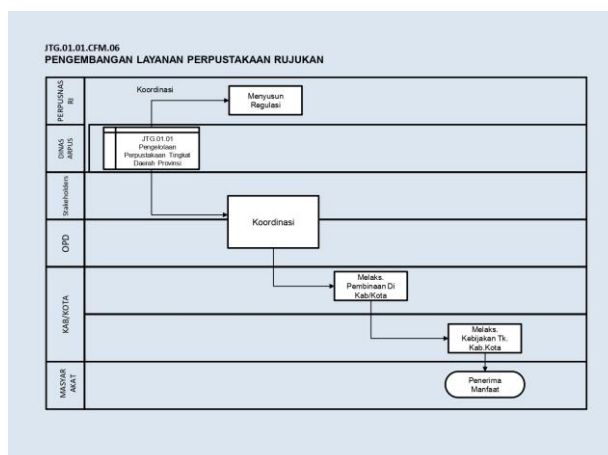 JTG.01.01.CFM.06
PENGEMBANGAN LAYANAN PERPUSTAKAAN RUJUKAN
PERPUSNAS
RI
Koordinasi
Menyusun
Regulasi
DINAS
ARPUS
JTG.01.01
Pengelolaan
Perpustakaan Tingkat
Daerah Provinsi
Stakeholders
Koordinasi
OPD
KAB/KOTA
Melaks.
Pembinaan Di
Kab/Kota
Melaks.
Kebijakan Tk.
Kab.Kota
MASYAR
AKAT
Penerima
Manfaat